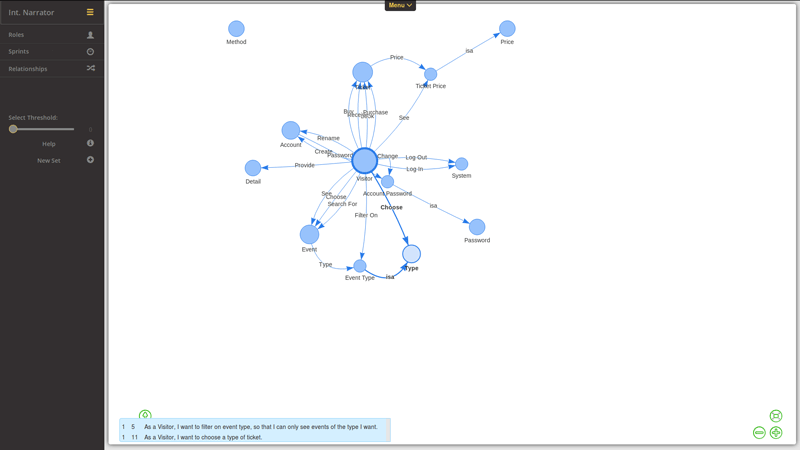 Int. Narrator
Menu
Roles
Sprints
Relationships
Select Threshold:
0
Help
New Set
Method
Price
isa
Price
Ticket Price
See
Purchase
Account
Rename
Create
Password
Change
Log Out
Log In
System
Detail
Provide
Visitor
Account Password
isa
Password
See
Choose
Search For
Choose
Filter On
Event
Type
Event Type
isa
Type
1 5 As a Visitor, I want to filter on event type, so that I can only see events of the type I want.
1 11 As a Visitor, I want to choose a type of ticket.